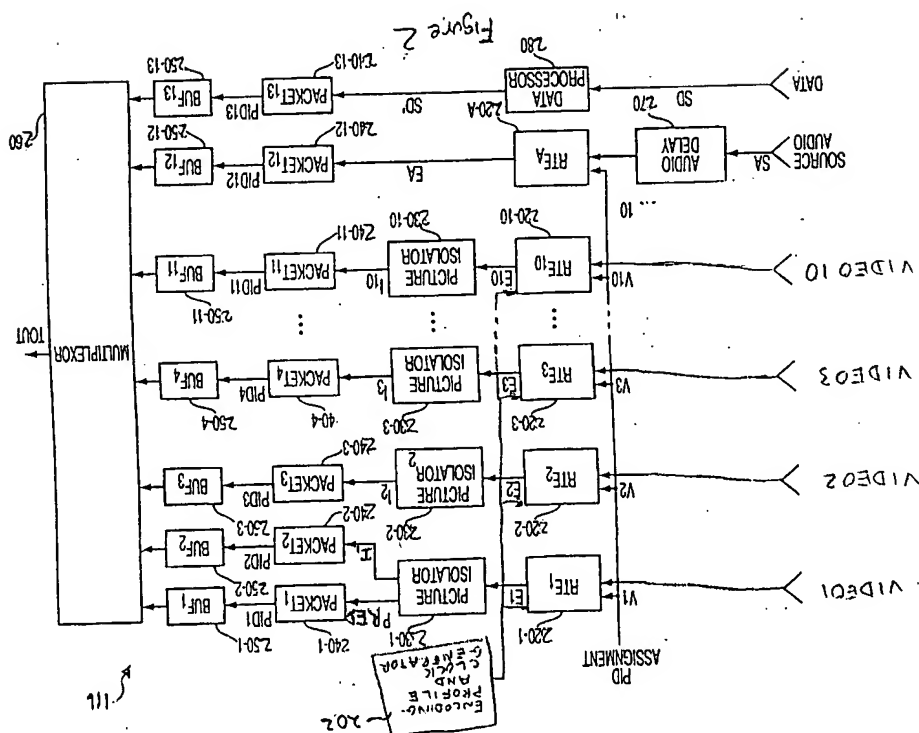 202
ENCODING-
PROFILE
AND
CLOCK
GENERATOR
116
PID
ASSIGNMENT
220-1
230-1
240-1
250-1
VIDEO1
V1
RTE1
E1
PICTURE
ISOLATOR
PRED
PACKET1
PID1
BUF1
250-2
I1
PACKET2
PID2
BUF2
240-2
220-2
230-2
250-3
VIDEO2
V2
RTE2
E2
PICTURE
ISOLATOR2
I2
PACKET3
PID3
BUF3
240-3
220-3
230-3
40-4
250-4
VIDEO3
V3
RTE3
E3
PICTURE
ISOLATOR
I3
PACKET4
PID4
BUF4
MULTIPLEXOR
TOUT
...
...
...
250-11
VIDEO 10
V10
RTE10
E10
PICTURE
ISOLATOR
I10
PACKET11
PID11
BUF11
220-10
230-10
240-11
10 ...
SOURCE
AUDIO
SA
AUDIO
DELAY
270
RTEA
220-A
EA
PACKET12
240-12
PID12
BUF12
250-12
DATA
SD
DATA
PROCESSOR
280
SD'
PACKET13
240-13
PID13
BUF13
250-13
260
Figure 2